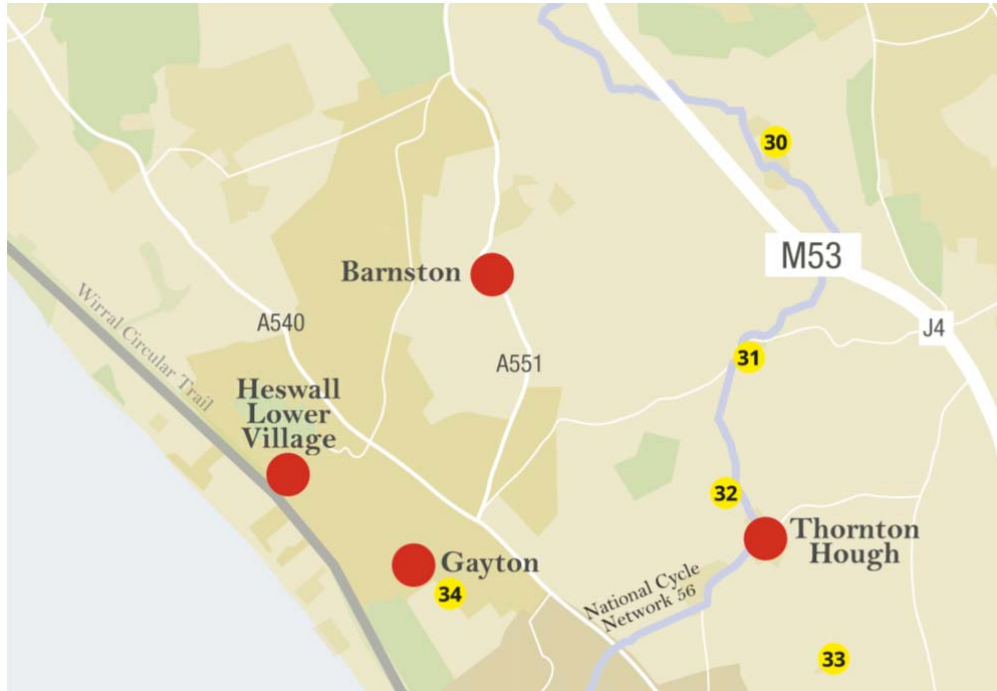 30
M53
Barnston
Wirral Circular Trail
A540
J4
31
A551
Heswall
Lower
Village
32
Thornton
Hough
Gayton
34
National Cycle
Network 56
33